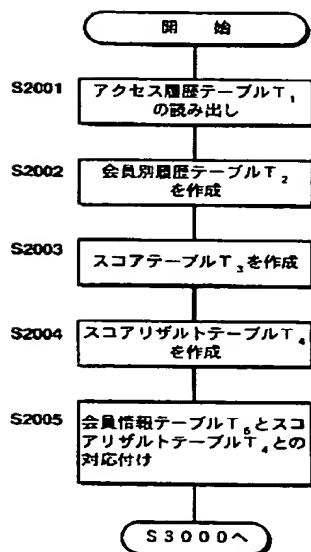 開 始
S2001
アクセス履歴テーブルT₁
の読み出し
S2002
会員別履歴テーブルT₂
を作成
S2003
スコアテーブルT₃を作成
S2004
スコアリザルトテーブルT₄
を作成
S2005
会員情報テーブルT₅とスコ
アリザルトテーブルT₄との
対応付け
S3000へ